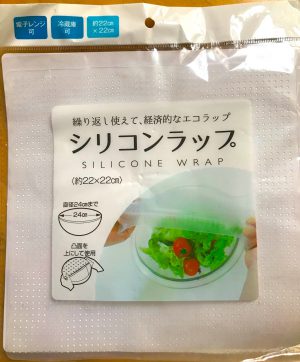 電子レンジ
可
冷蔵庫
可
約22cm
×22cm
繰り返し使えて、経済的なエコラップ
シリコンラップ
SILICONE WRAP
(約22×22cm)
直径24cmまで
24cm
凸面を
上にして使用